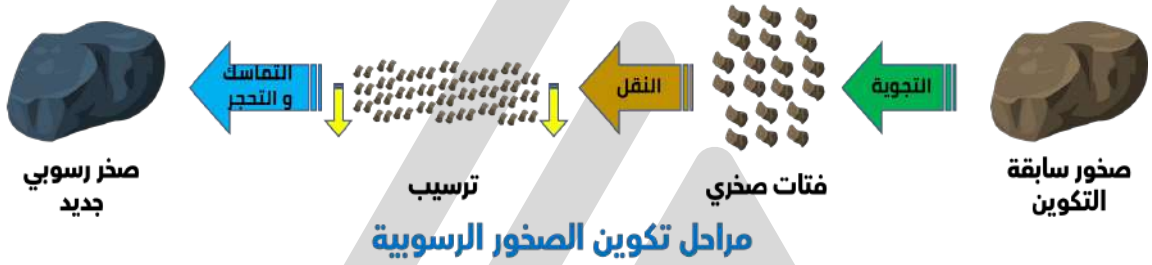 التجوية
النقل
التماسك
و التحجر
صخور سابقة
التكوين
فتات صخري
ترسيب
صخر رسوبي
جديد
مراحل تكوين الصخور الرسوبية